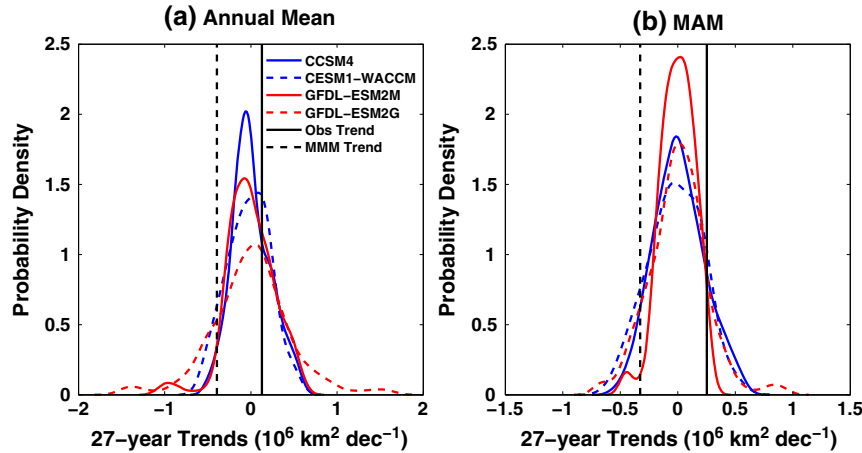 (a) Annual Mean
2.5
2
1.5
1
0.5
0
−2
−1
0
1
2
Probability Density
27−year Trends (10⁶ km² dec⁻¹)
CCSM4
CESM1−WACCM
GFDL−ESM2M
GFDL−ESM2G
Obs Trend
MMM Trend
(b) MAM
2.5
2
1.5
1
0.5
0
−1.5
−1
−0.5
0
0.5
1
1.5
Probability Density
27−year Trends (10⁶ km² dec⁻¹)